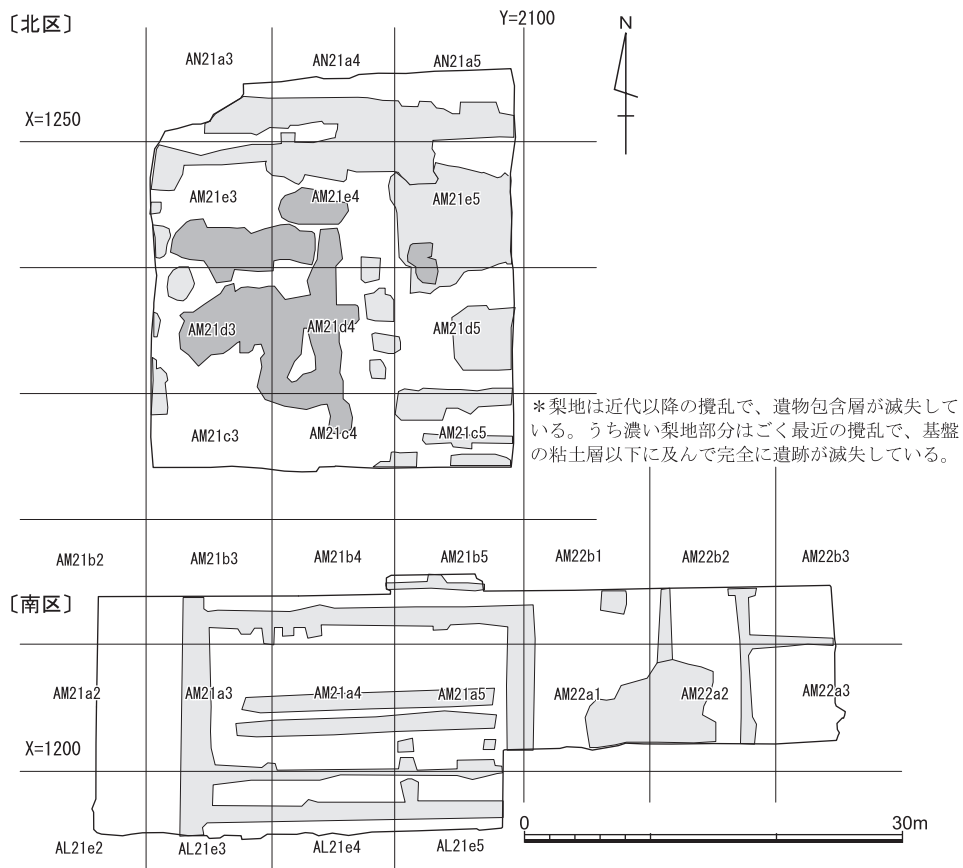 〔北区〕
Y=2100
N
AN21a3
AN21a4
AN21a5
X=1250
AM21e3
AM21e4
AM21e5
AM21d3
AM21d4
AM21d5
AM21c3
AM21c4
AM21c5
＊梨地は近代以降の攪乱で、遺物包含層が滅失して
いる。うち濃い梨地部分はごく最近の攪乱で、基盤
の粘土層以下に及んで完全に遺跡が滅失している。
AM21b2
AM21b3
AM21b4
AM21b5
AM22b1
AM22b2
AM22b3
〔南区〕
AM21a2
AM21a3
AM21a4
AM21a5
AM22a1
AM22a2
AM22a3
X=1200
0
30m
AL21e2
AL21e3
AL21e4
AL21e5